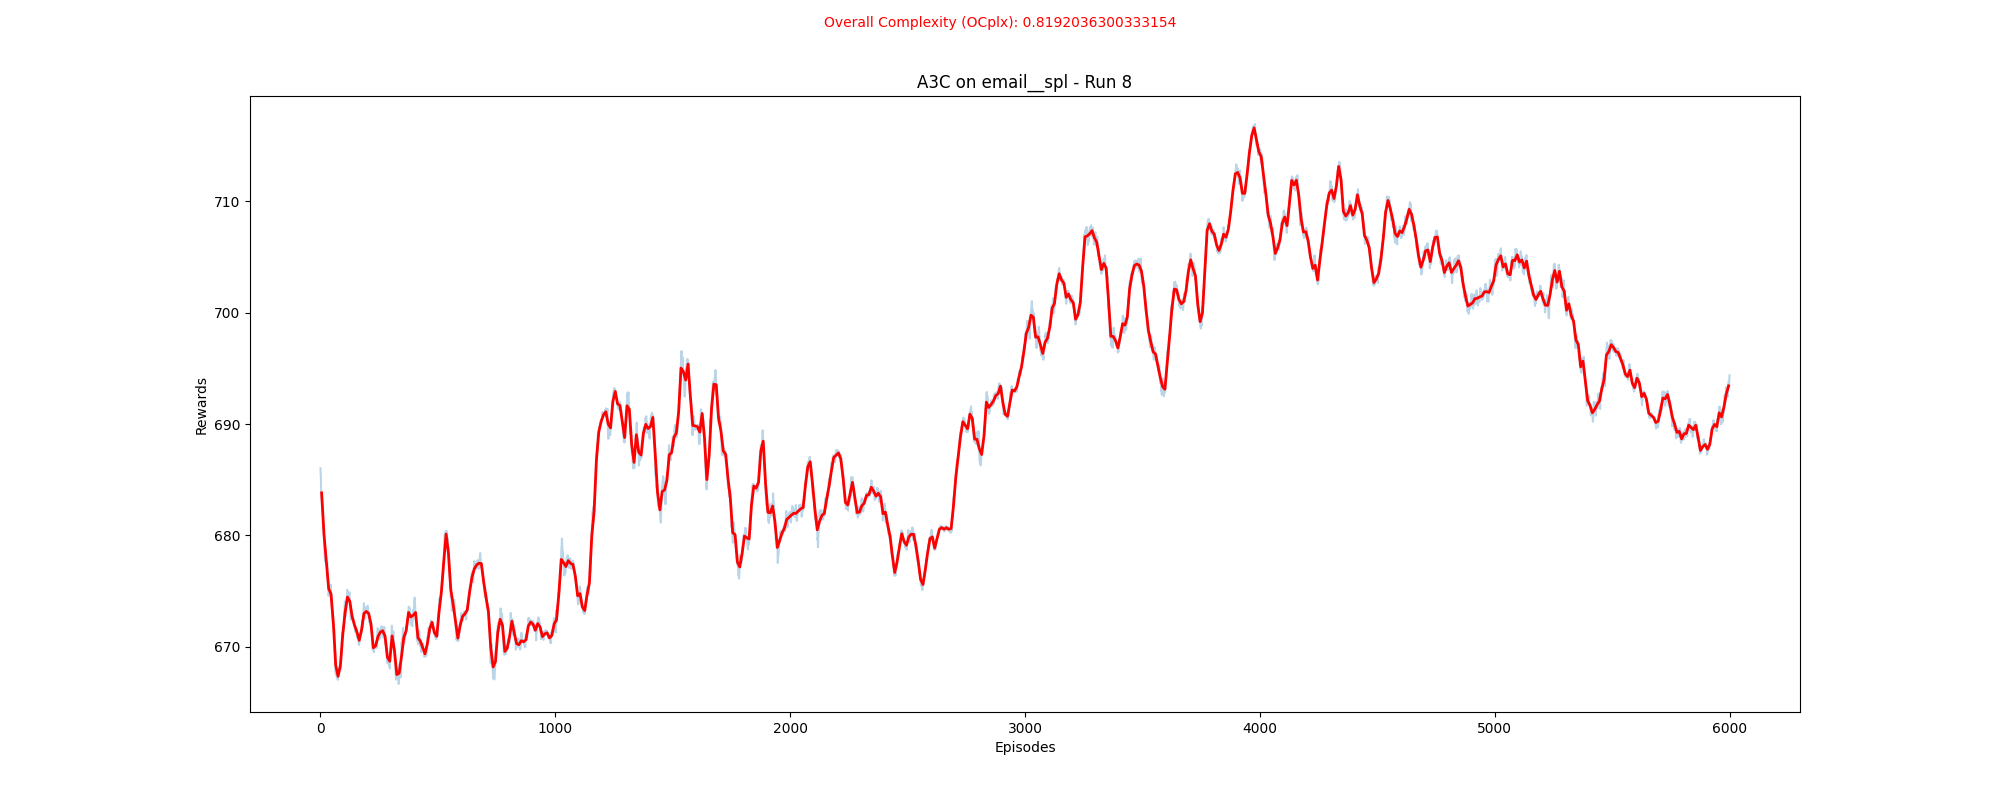 Overall Complexity (OCplx): 0.8192036300333154
A3C on email__spl - Run 8
Rewards
710
700
690
680
670
0 1000 2000 3000 4000 5000 6000
Episodes